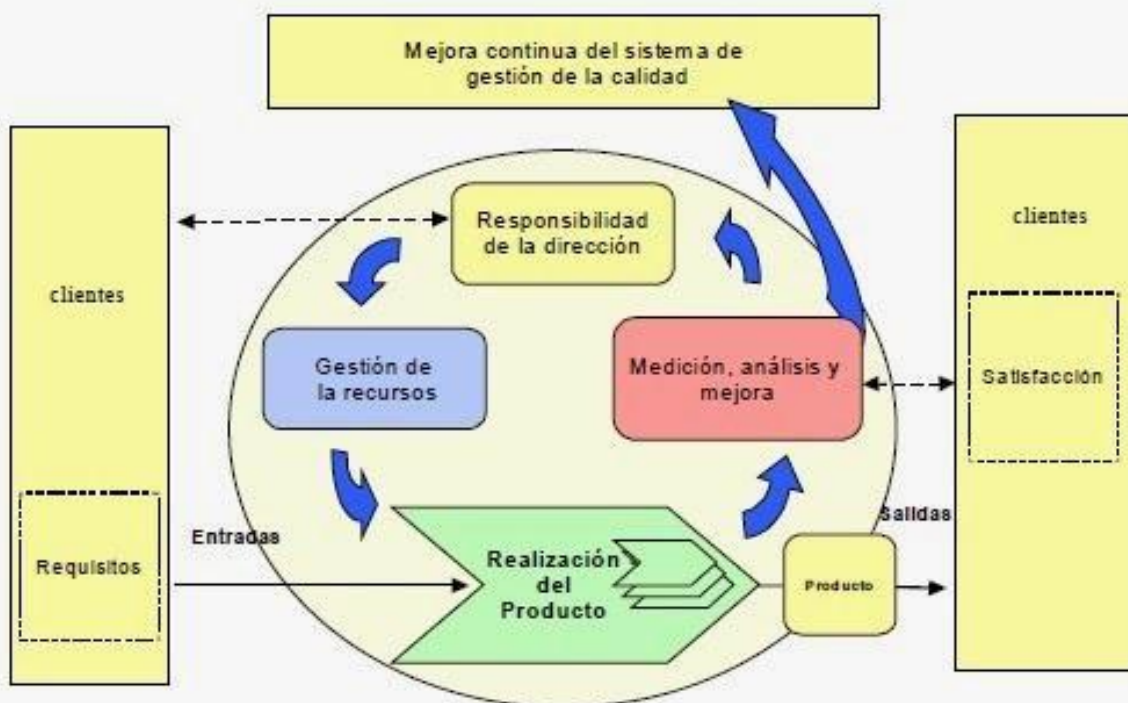 Mejora continua del sistema de
gestión de la calidad
clientes
Requisitos
Responsibilidad
de la dirección
Gestión de
la recursos
Medición, análisis y
mejora
Entradas
Realización
del
Producto
Salidas
Producto
clientes
Satisfacción